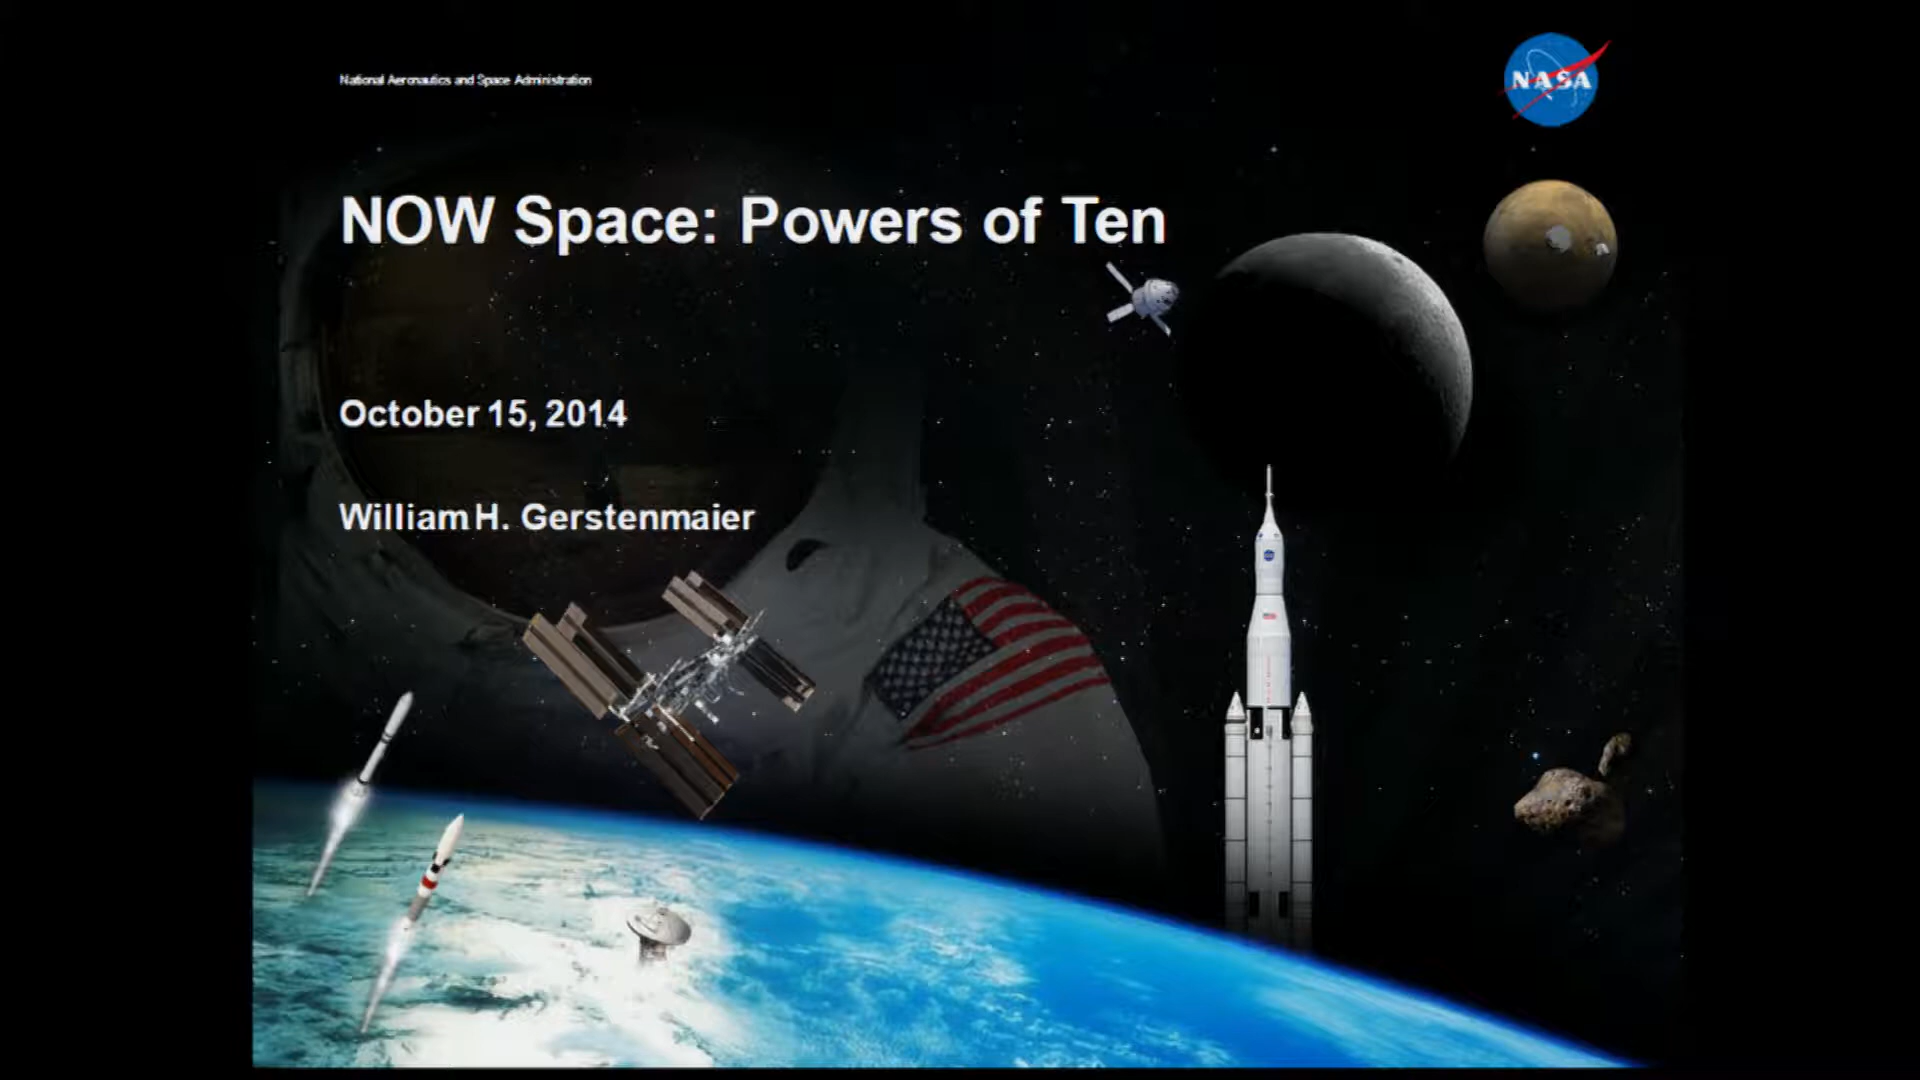 National Aeronautics and Space Administration
NASA
NOW Space: Powers of Ten
October 15, 2014
William H. Gerstenmaier